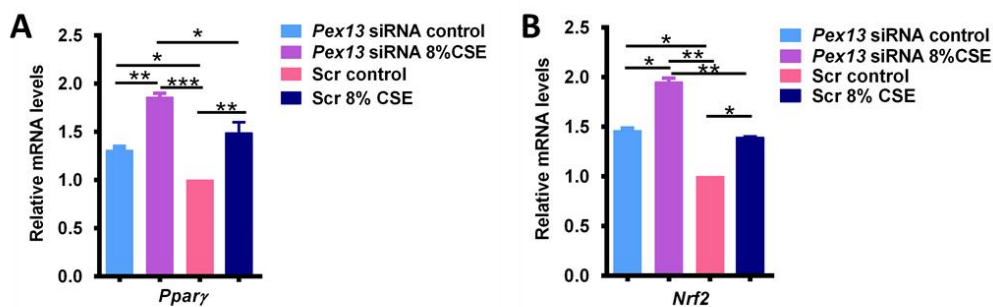 A
Relative mRNA levels
2.5
2.0
1.5
1.0
0.5
0.0
*
*
** ***
**
Pparγ
Pex13 siRNA control
Pex13 siRNA 8%CSE
Scr control
Scr 8% CSE
B
Relative mRNA levels
2.5
2.0
1.5
1.0
0.5
0.0
*
* **
**
*
Nrf2
Pex13 siRNA control
Pex13 siRNA 8%CSE
Scr control
Scr 8% CSE